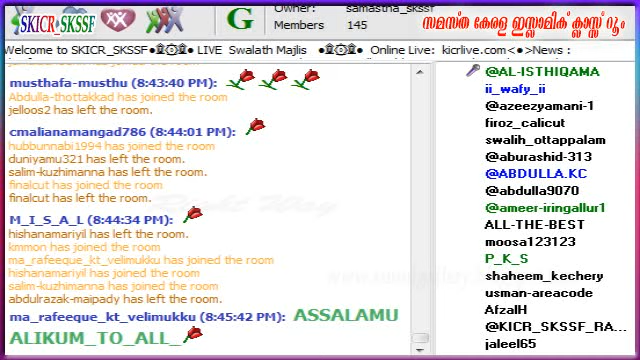 SKICR_SKSSF
Owner: samastha_skssf
Members 145
സമസ്ത കേരള ഇസ്ലാമിക് ക്ലാസ്സ് റൂം
Welcome to SKICR_SKSSF●۩۞۩● LIVE Swalath Majlis ●۩۞۩● Online Live: kicrlive.com<●>News :
musthafa-musthu (8:43:40 PM):
Abdulla-thottakkad has joined the room
jelloos2 has left the room.
cmalianamangad786 (8:44:01 PM):
hubbunnabi1994 has joined the room
duniyamu321 has left the room.
salim-kuzhimanna has left the room.
finalcut has joined the room
finalcut has left the room.
M_I_S_A_L (8:44:34 PM):
hishanamariyil has left the room.
kmmon has joined the room
ma_rafeeque_kt_velimukku has joined the room
hishanamariyil has joined the room
salim-kuzhimanna has joined the room
abdulrazak-maipady has left the room.
ma_rafeeque_kt_velimukku (8:45:42 PM): ASSALAMU
ALIKUM_TO_ALL_
@AL-ISTHIQAMA
ii_wafy_ii
@azeezyamani-1
firoz_calicut
swalih_ottappalam
@aburashid-313
@ABDULLA.KC
@abdulla9070
@ameer-iringallur1
ALL-THE-BEST
moosa123123
P_K_S
shaheem_kechery
usman-areacode
AfzalH
@KICR_SKSSF_RA...
jaleel65